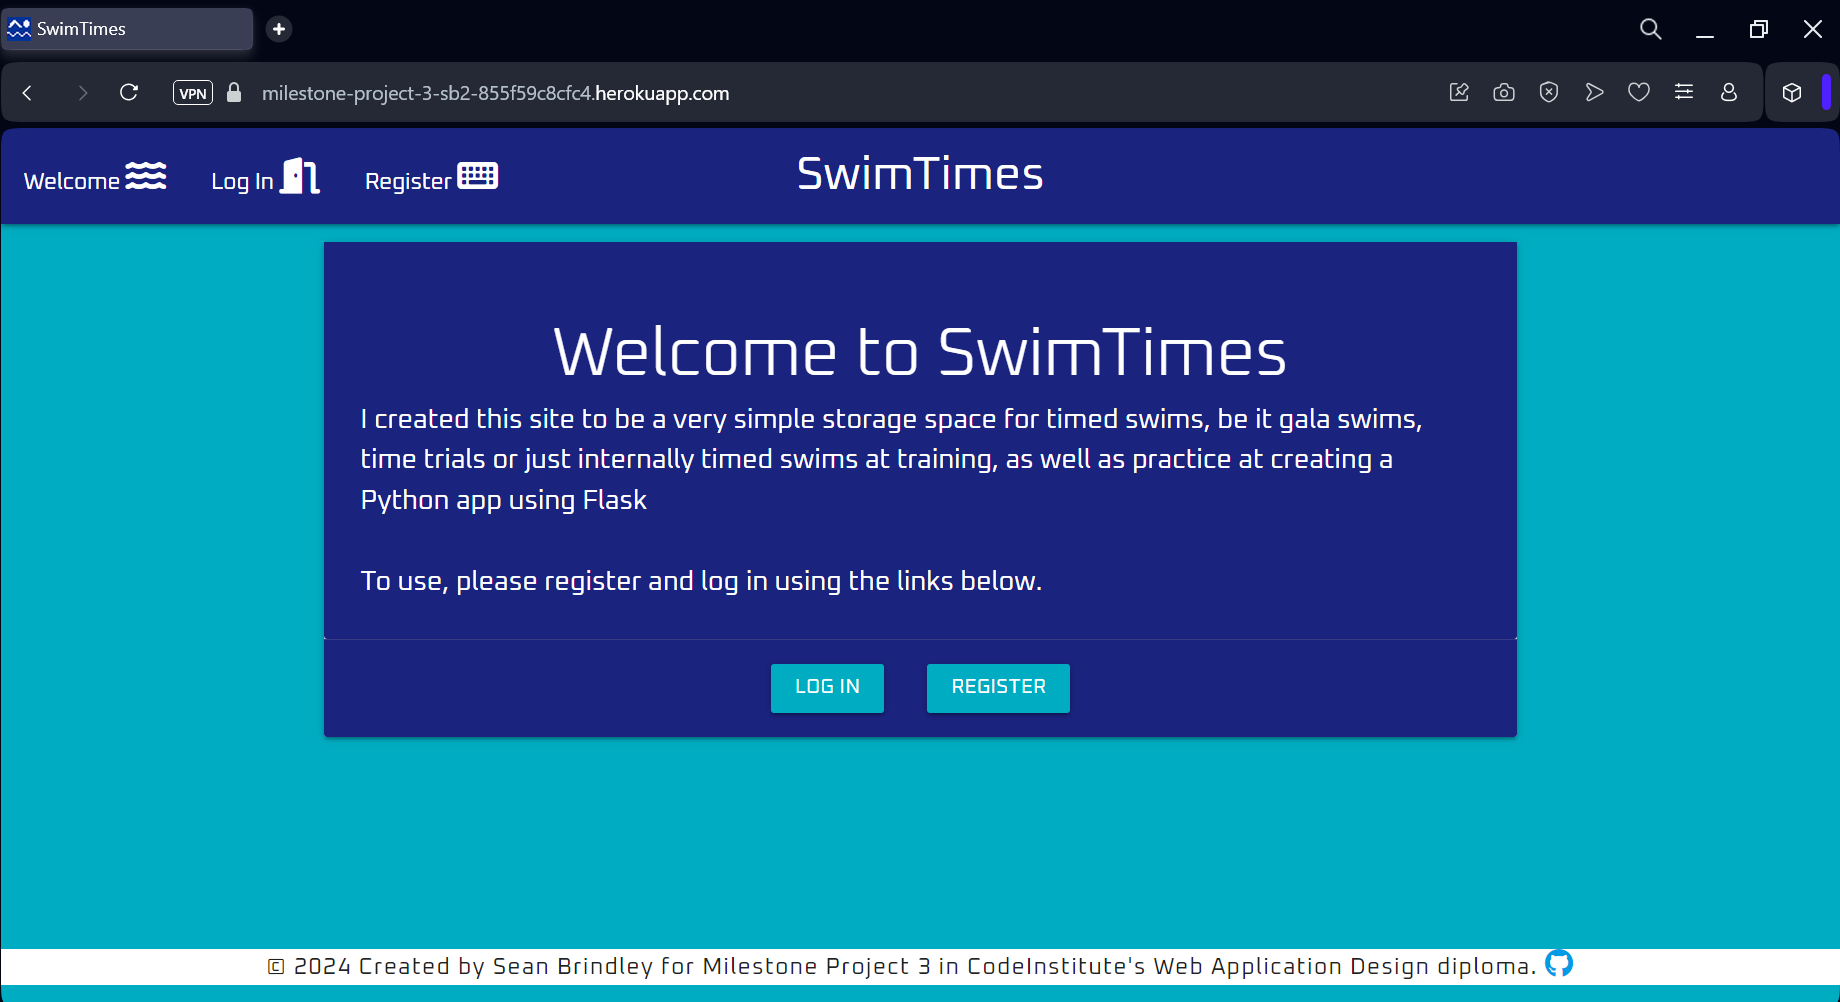 SwimTimes
VPN milestone-project-3-sb2-855f59c8cfc4.herokuapp.com
Welcome Log In Register SwimTimes
Welcome to SwimTimes
I created this site to be a very simple storage space for timed swims, be it gala swims,
time trials or just internally timed swims at training, as well as practice at creating a
Python app using Flask
To use, please register and log in using the links below.
LOG IN REGISTER
© 2024 Created by Sean Brindley for Milestone Project 3 in CodeInstitute's Web Application Design diploma.